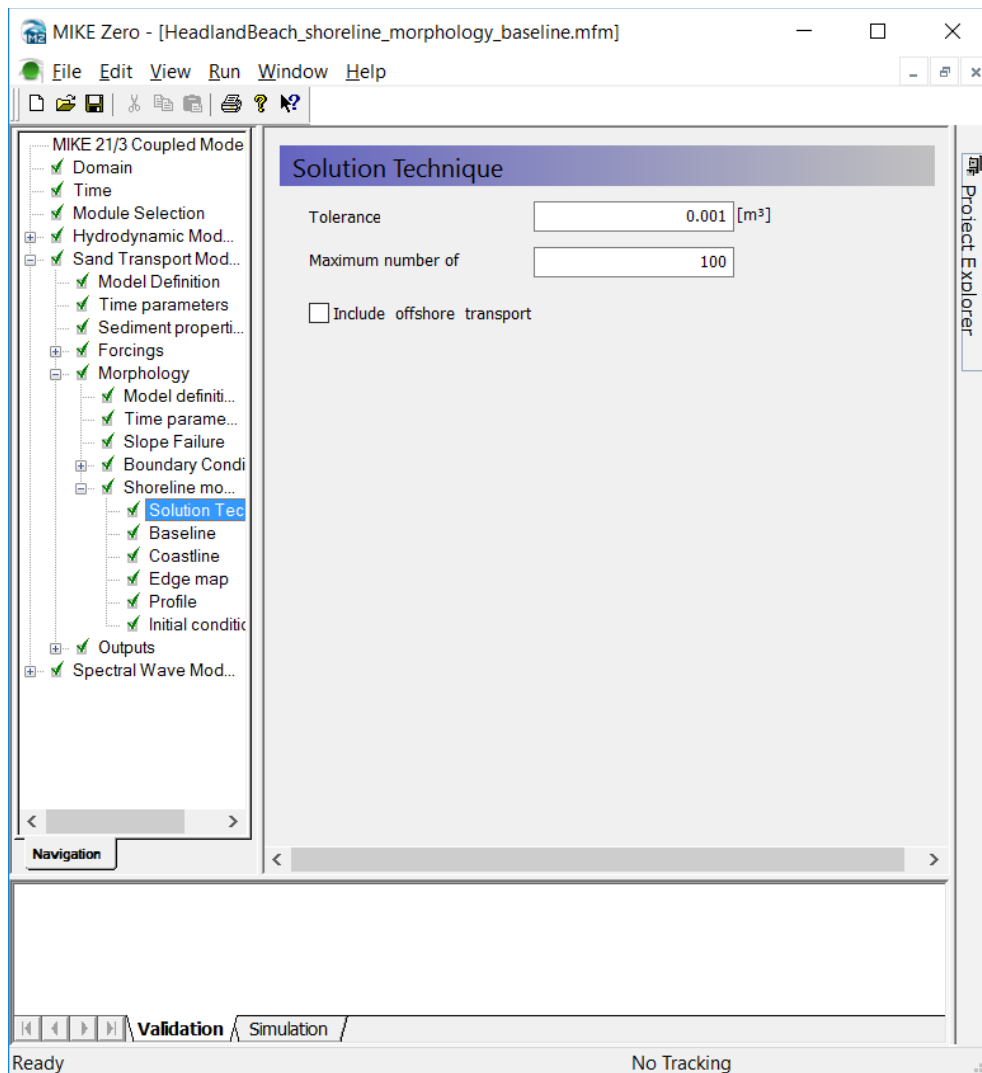 MIKE Zero - [HeadlandBeach_shoreline_morphology_baseline.mfm]
File Edit View Run Window Help
MIKE 21/3 Coupled Mode
Domain
Time
Module Selection
Hydrodynamic Mod...
Sand Transport Mod...
Model Definition
Time parameters
Sediment properti...
Forcings
Morphology
Model definiti...
Time parame...
Slope Failure
Boundary Condi
Shoreline mo...
Solution Tec
Baseline
Coastline
Edge map
Profile
Initial conditic
Outputs
Spectral Wave Mod...
Navigation
Solution Technique
Tolerance 0.001 [m³]
Maximum number of 100
Include offshore transport
Project Explorer
Validation Simulation
Ready No Tracking